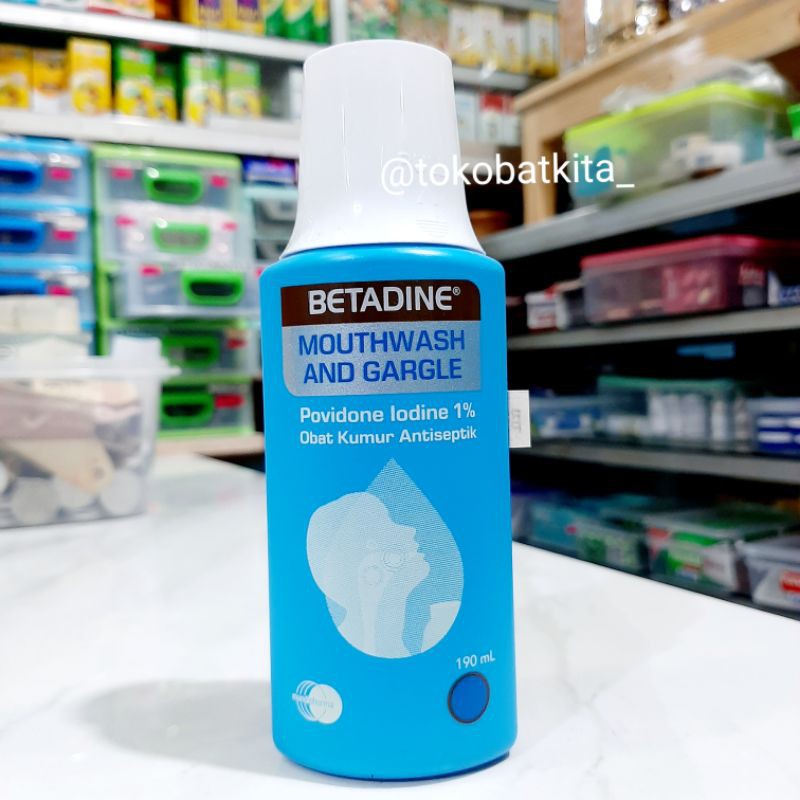 @tokobatkita_
BETADINE®
MOUTHWASH
AND GARGLE
Povidone Iodine 1%
Obat Kumur Antiseptik
190 mL